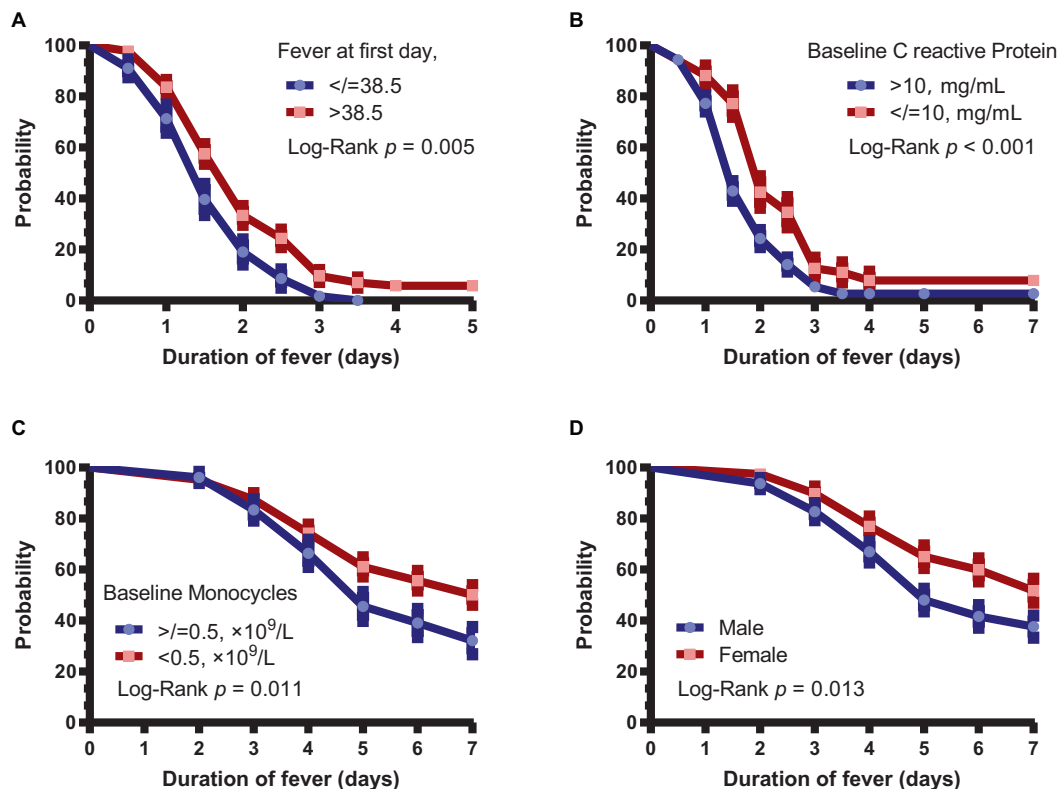 A
Fever at first day,
</=38.5
>38.5
Log-Rank p = 0.005
Probability
100
80
60
40
20
0
0 1 2 3 4 5
Duration of fever (days)
B
Baseline C reactive Protein
>10, mg/mL
</=10, mg/mL
Log-Rank p < 0.001
Probability
100
80
60
40
20
0
0 1 2 3 4 5 6 7
Duration of fever (days)
C
Probability
100
80
60
40
20
0
Baseline Monocycles
>/=0.5, ×10⁹/L
<0.5, ×10⁹/L
Log-Rank p = 0.011
0 2 3 4 5 6 7
Duration of fever (days)
D
Probability
100
80
60
40
20
0
Male
Female
Log-Rank p = 0.013
0 2 3 4 5 6 7
Duration of fever (days)